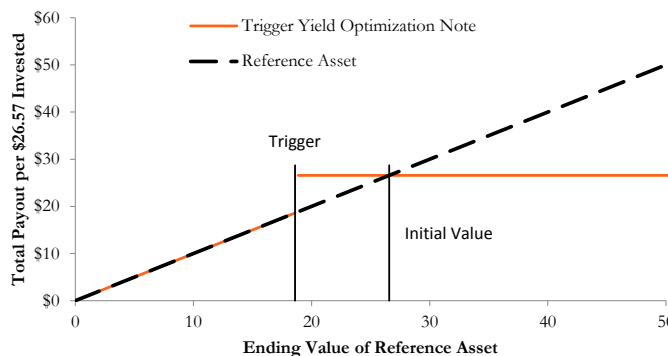 Trigger Yield Optimization Note
Reference Asset
Total Payout per $26.57 Invested
$60
$50
$40
$30
$20
$10
$0
Trigger
Initial Value
0
10
20
30
40
50
Ending Value of Reference Asset